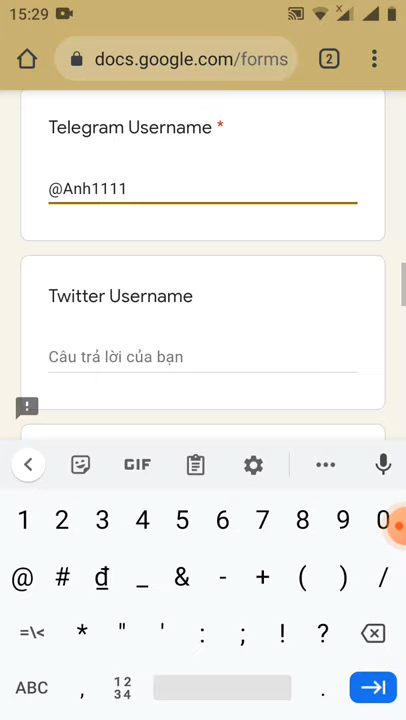 15:29
docs.google.com/forms
2
Telegram Username *
@Anh1111
Twitter Username
Câu trả lời của bạn
GIF
1 2 3 4 5 6 7 8 9 0
@ # đ _ & - + ( ) /
=\< * " ' : ; ! ?
ABC , 12 34 .